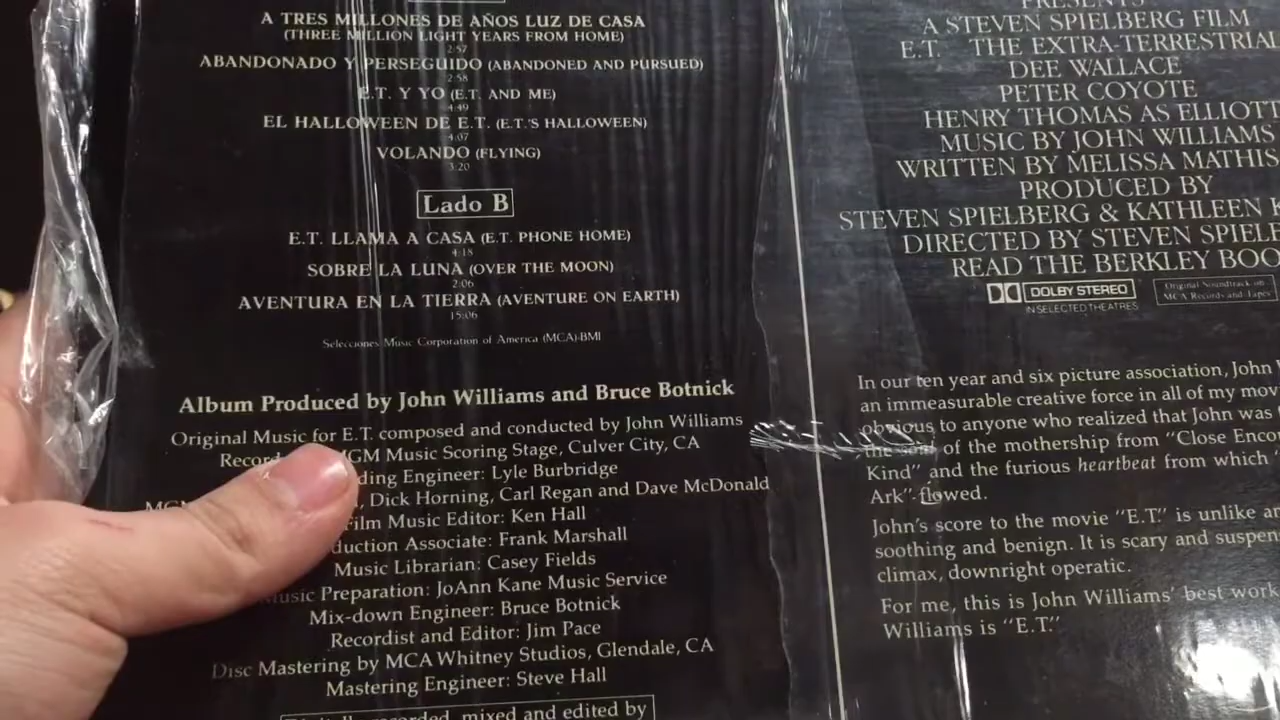 A TRES MILLONES DE AÑOS LUZ DE CASA
(THREE MILLION LIGHT YEARS FROM HOME)
2:57
ABANDONADO Y PERSEGUIDO (ABANDONED AND PURSUED)
2:58
E.T. Y YO (E.T. AND ME)
4:49
EL HALLOWEEN DE E.T. (E.T.'S HALLOWEEN)
4:07
VOLANDO (FLYING)
3:20
Lado B
E.T. LLAMA A CASA (E.T. PHONE HOME)
4:18
SOBRE LA LUNA (OVER THE MOON)
2:06
AVENTURA EN LA TIERRA (AVENTURE ON EARTH)
15:06
Selecciones Music Corporation of America (MCA)-BMI
Album Produced by John Williams and Bruce Botnick
Original Music for E.T. composed and conducted by John Williams
MGM Music Scoring Stage, Culver City, CA
Engineer: Lyle Burbridge
Dick Horning, Carl Regan and Dave McDonald
Film Music Editor: Ken Hall
Associate: Frank Marshall
Music Librarian: Casey Fields
Music Preparation: JoAnn Kane Music Service
Mix-down Engineer: Bruce Botnick
Recordist and Editor: Jim Pace
Disc Mastering by MCA Whitney Studios, Glendale, CA
Mastering Engineer: Steve Hall
Digitally recorded, mixed and edited by
PRESENTS
A STEVEN SPIELBERG FILM
E.T. THE EXTRA-TERRESTRIAL
DEE WALLACE
PETER COYOTE
HENRY THOMAS AS ELLIOTT
MUSIC BY JOHN WILLIAMS
WRITTEN BY MELISSA
PRODUCED BY
STEVEN SPIELBERG & KATHLEEN
DIRECTED BY STEVEN
READ THE BERKLEY
DOLBY STEREO
IN SELECTED THEATRES
Original Soundtrack on
MCA Records and Tapes
In our ten year and six picture association, John
an immeasurable creative force in all of my
obvious to anyone who realized that John was
the soul of the mothership from "Close
Kind" and the furious heartbeat from which
Ark" flowed.
John's score to the movie "E.T." is unlike
soothing and benign. It is scary and
climax, downright operatic.
For me, this is John Williams' best work
Williams is "E.T."